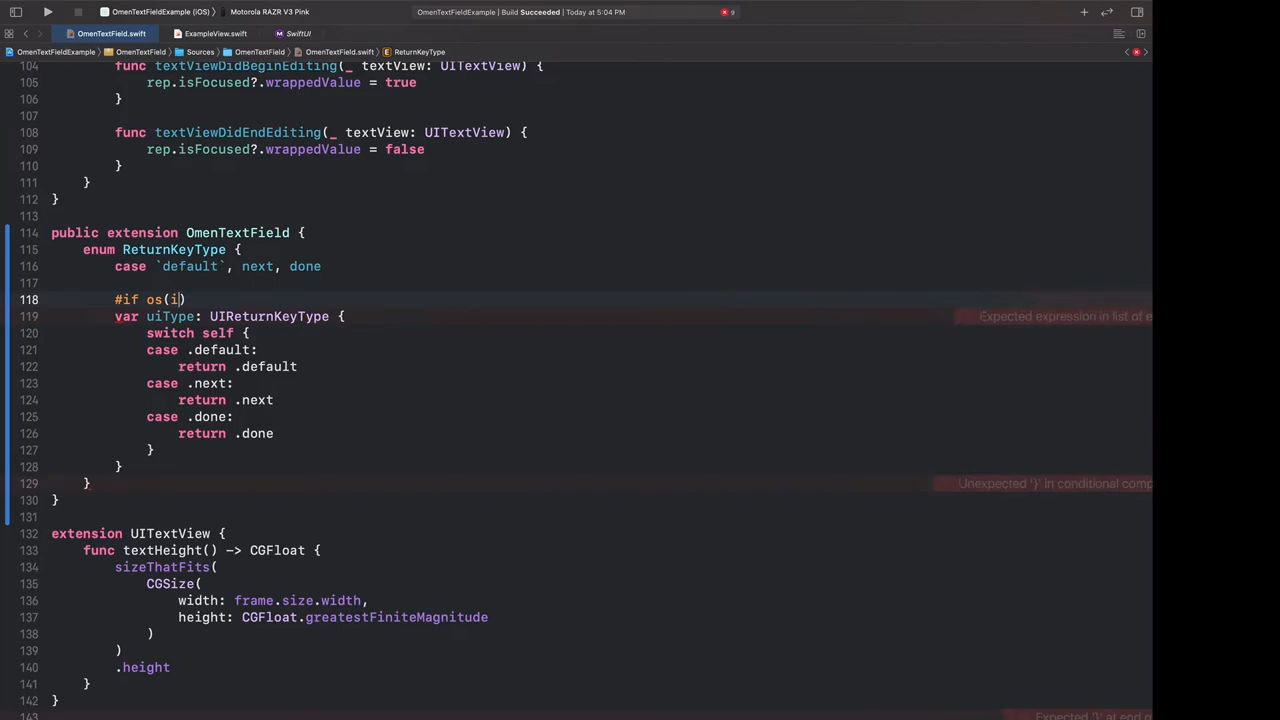 OmenTextFieldExample (iOS) 〉 Motorola RAZR V3 Pink
OmenTextFieldExample | Build Succeeded | Today at 5:04 PM
9
OmenTextField.swift
ExampleView.swift
SwiftUI
OmenTextFieldExample 〉 OmenTextField 〉 Sources 〉 OmenTextField 〉 OmenTextField.swift 〉 E ReturnKeyType
104 func textViewDidBeginEditing(_ textView: UITextView) {
105 rep.isFocused?.wrappedValue = true
106 }
107
108 func textViewDidEndEditing(_ textView: UITextView) {
109 rep.isFocused?.wrappedValue = false
110 }
111 }
112 }
113
114 public extension OmenTextField {
115 enum ReturnKeyType {
116 case `default`, next, done
117
118 #if os(i)
119 var uiType: UIReturnKeyType { Expected expression in list of e
120 switch self {
121 case .default:
122 return .default
123 case .next:
124 return .next
125 case .done:
126 return .done
127 }
128 }
129 } Unexpected '}' in conditional comp
130 }
131
132 extension UITextView {
133 func textHeight() -> CGFloat {
134 sizeThatFits(
135 CGSize(
136 width: frame.size.width,
137 height: CGFloat.greatestFiniteMagnitude
138 )
139 )
140 .height
141 }
142 }
143 Expected '}' at end o